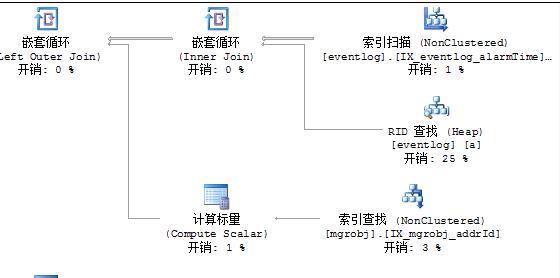 嵌套循环
Left Outer Join)
开销: 0 %
嵌套循环
(Inner Join)
开销: 0 %
索引扫描 (NonClustered)
[eventlog].[IX_eventlog_alarmTime]…
开销: 1 %
RID 查找 (Heap)
[eventlog] [a]
开销: 25 %
计算标量
(Compute Scalar)
开销: 1 %
索引查找 (NonClustered)
[mgrobj].[IX_mgrobj_addrId]
开销: 3 %